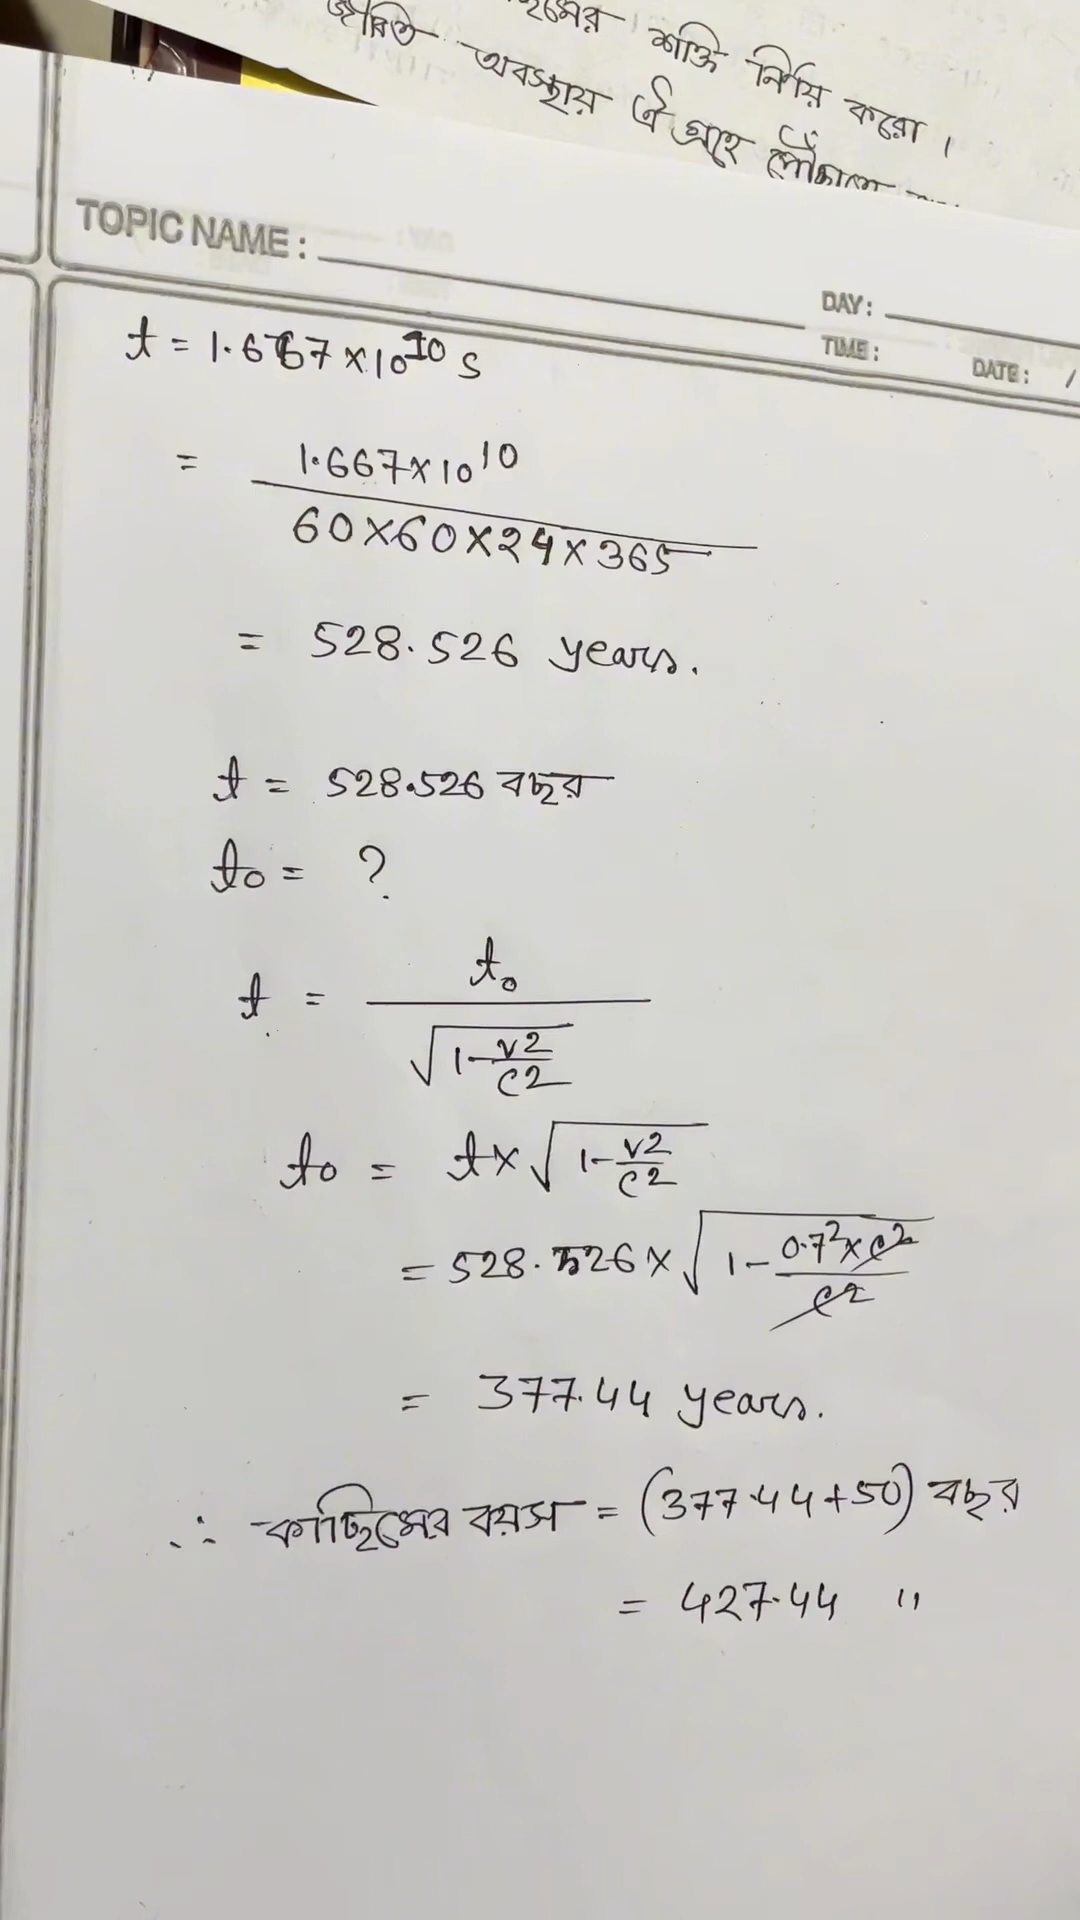 শক্তি নির্ণয় করো।
জীবিত অবস্থায় ঐ গ্রহে
TOPIC NAME :
DAY :
TIME :
DATE : /
t = 1.667 × 10^10 s
= 1.667 × 10^10 / 60×60×24×365
= 528.526 years.
t = 528.526 বছর
t₀ = ?
t = t₀ / √(1 - v2/c2)
t₀ = t × √(1 - v2/c2)
= 528.526 × √(1 - 0.7² × c2/c2)
= 377.44 years.
∴ কাছিমের বয়স = (377.44 + 50) বছর
= 427.44 "